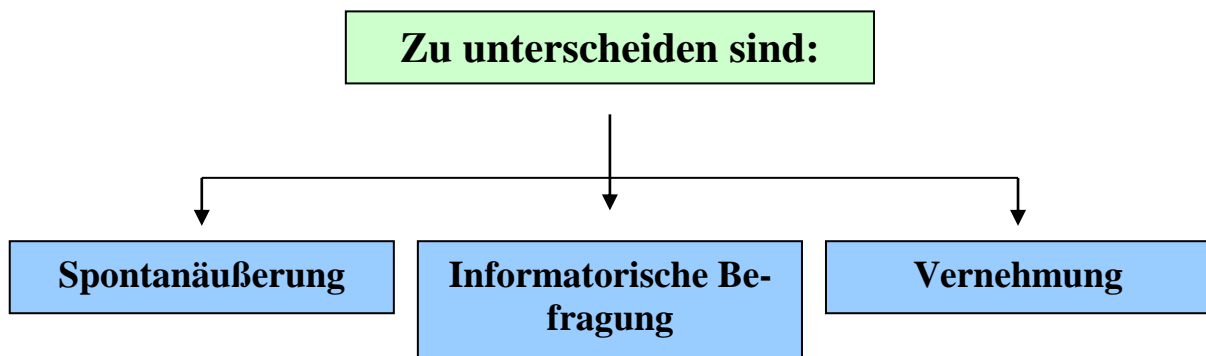 Zu unterscheiden sind:
Spontanäußerung
Informatorische Be-
fragung
Vernehmung